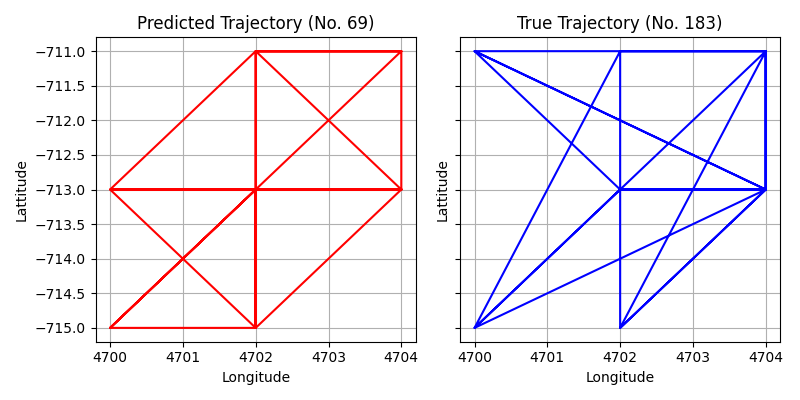 Predicted Trajectory (No. 69)
True Trajectory (No. 183)
−711.0
−711.5
−712.0
−712.5
−713.0
−713.5
−714.0
−714.5
−715.0
Lattitude
Lattitude
4700 4701 4702 4703 4704
4700 4701 4702 4703 4704
Longitude
Longitude